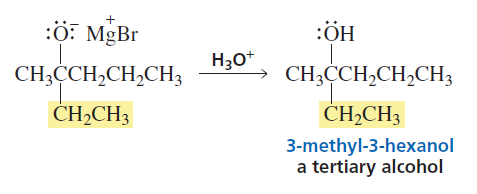 :Ö:⁻ M⁺gBr :ÖH
H₃O⁺
CH₃CCH₂CH₂CH₃ CH₃CCH₂CH₂CH₃
CH₂CH₃ CH₂CH₃
3-methyl-3-hexanol
a tertiary alcohol